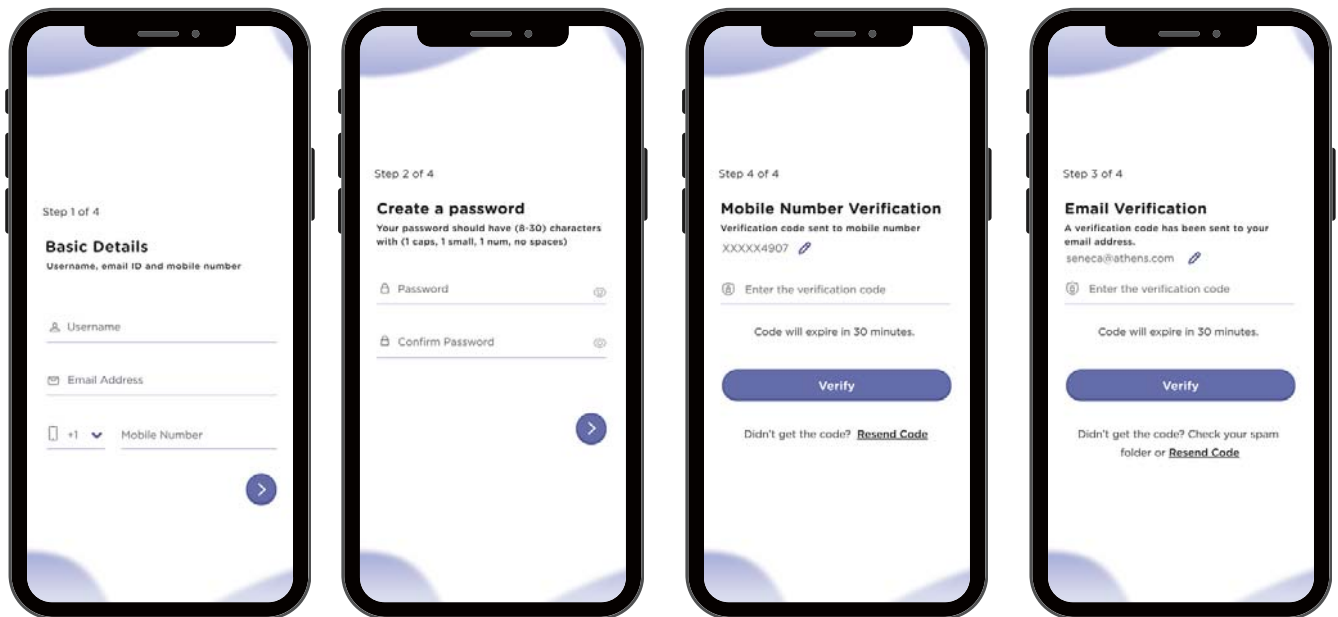 Step 1 of 4
Basic Details
Username, email ID and mobile number
Username
Email Address
+1
Mobile Number
Step 2 of 4
Create a password
Your password should have (8-30) characters
with (1 caps, 1 small, 1 num, no spaces)
Password
Confirm Password
Step 4 of 4
Mobile Number Verification
Verification code sent to mobile number
XXXXX4907
Enter the verification code
Code will expire in 30 minutes.
Verify
Didn't get the code? Resend Code
Step 3 of 4
Email Verification
A verification code has been sent to your
email address.
seneca@athens.com
Enter the verification code
Code will expire in 30 minutes.
Verify
Didn't get the code? Check your spam
folder or Resend Code